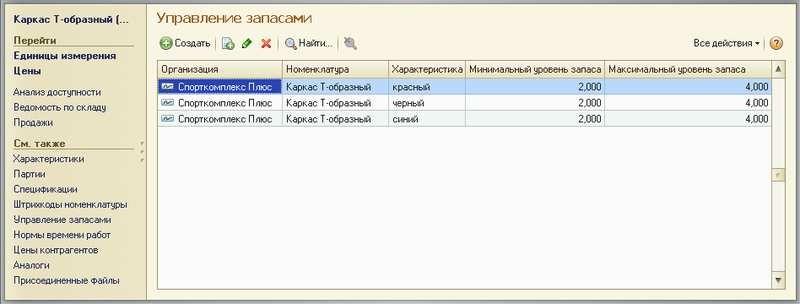 Каркас Т-образный (...
Перейти
Единицы измерения
Цены
Анализ доступности
Ведомость по складу
Продажи
См. также
Характеристики
Партии
Спецификации
Штрихкоды номенклатуры
Управление запасами
Нормы времени работ
Цены контрагентов
Аналоги
Присоединенные файлы
Управление запасами
Создать Найти... Все действия
Организация Номенклатура Характеристика Минимальный уровень запаса Максимальный уровень запаса
Спорткомплекс Плюс Каркас Т-образный красный 2,000 4,000
Спорткомплекс Плюс Каркас Т-образный черный 2,000 4,000
Спорткомплекс Плюс Каркас Т-образный синий 2,000 4,000